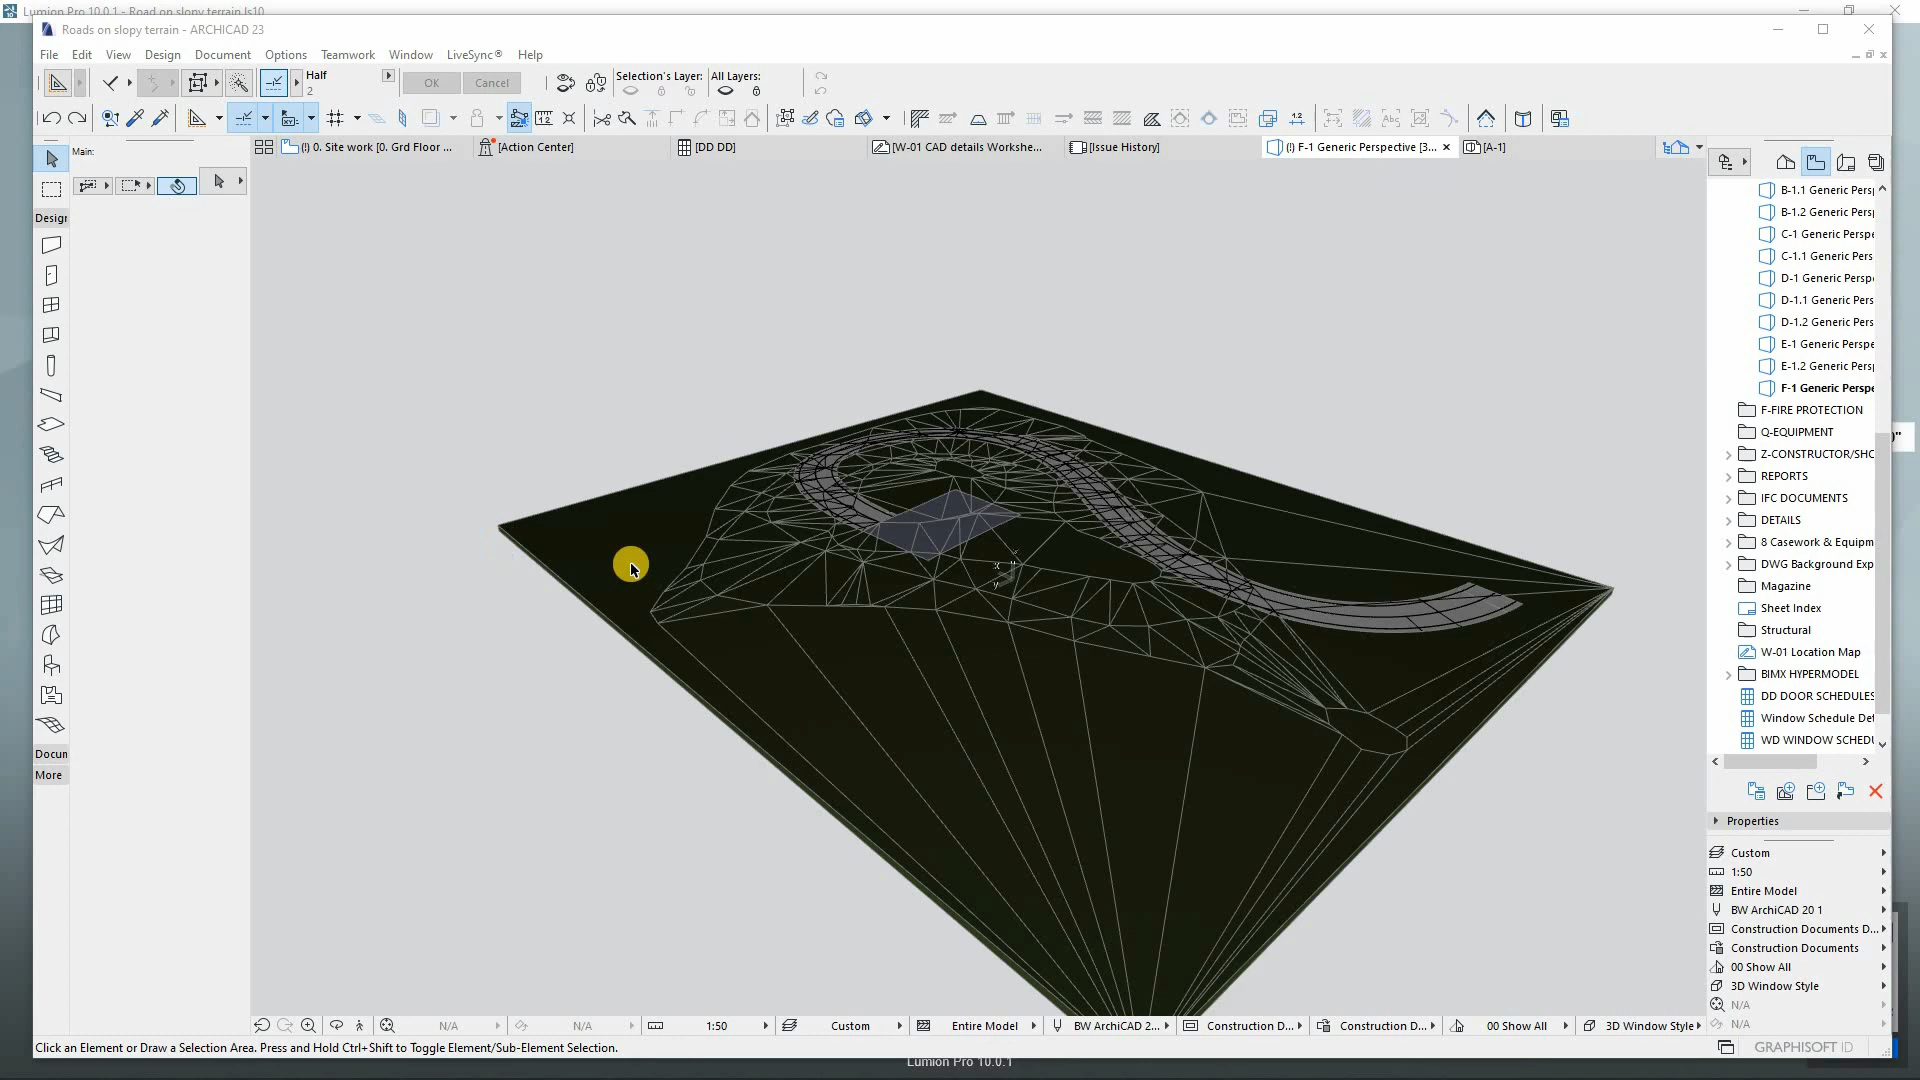 Lumion Pro 10.0.1 - Road on slopy terrain.ls10
Roads on slopy terrain - ARCHICAD 23
File Edit View Design Document Options Teamwork Window LiveSync® Help
Half
2
OK Cancel
Selection's Layer: All Layers:
(!) 0. Site work [0. Grd Floor ... [Action Center] [DD DD] [W-01 CAD details Workshe... [Issue History] (!) F-1 Generic Perspective [3... [A-1]
Main:
Desigr
Docun
More
B-1.1 Generic Persp
B-1.2 Generic Persp
C-1 Generic Perspe
C-1.1 Generic Pers
D-1 Generic Perspe
D-1.1 Generic Pers
D-1.2 Generic Pers
E-1 Generic Perspe
E-1.2 Generic Pers
F-1 Generic Perspe
F-FIRE PROTECTION
Q-EQUIPMENT
Z-CONSTRUCTOR/SHC
REPORTS
IFC DOCUMENTS
DETAILS
8 Casework & Equipm
DWG Background Exp
Magazine
Sheet Index
Structural
W-01 Location Map
BIMX HYPERMODEL
DD DOOR SCHEDULES
Window Schedule Det
WD WINDOW SCHEDU
Properties
Custom
1:50
Entire Model
BW ArchiCAD 20 1
Construction Documents D...
Construction Documents
00 Show All
3D Window Style
N/A
N/A
x y
y
N/A N/A 1:50 Custom Entire Model BW ArchiCAD 2... Construction D... Construction D... 00 Show All 3D Window Style
Click an Element or Draw a Selection Area. Press and Hold Ctrl+Shift to Toggle Element/Sub-Element Selection.
GRAPHISOFT ID
Lumion Pro 10.0.1